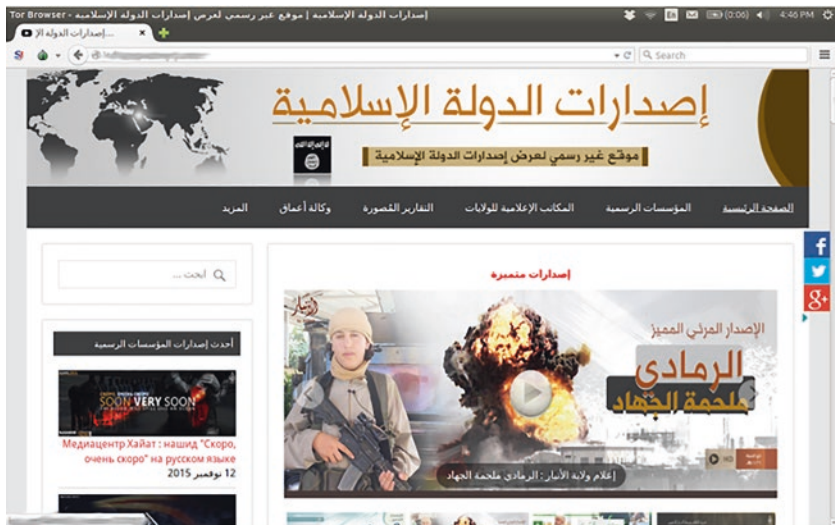 إصدارات الدولة الإسلامية | موقع غير رسمي لعرض إصدارات الدولة الإسلامية - Tor Browser
En (0:06) 4:46 PM
إصدارات الدولة الإ...
Search
إصدارات الدولة الإسلامية
موقع غير رسمي لعرض إصدارات الدولة الإسلامية
الصفحة الرئيسية المؤسسات الرسمية المكاتب الإعلامية للولايات التقارير المُصورة وكالة أعماق المزيد
إصدارات متميزة
الإصدار المرئي المميز
الرمادي
ملحمة الجهاد
HD
إعلام ولاية الأنبار : الرمادي ملحمة الجهاد
ابحث ...
أحدث إصدارات المؤسسات الرسمية
SOON VERY SOON
Медиацентр Хайат : нашид "Скоро,
очень скоро" на русском языке
12 نوفمبر 2015
f
g+